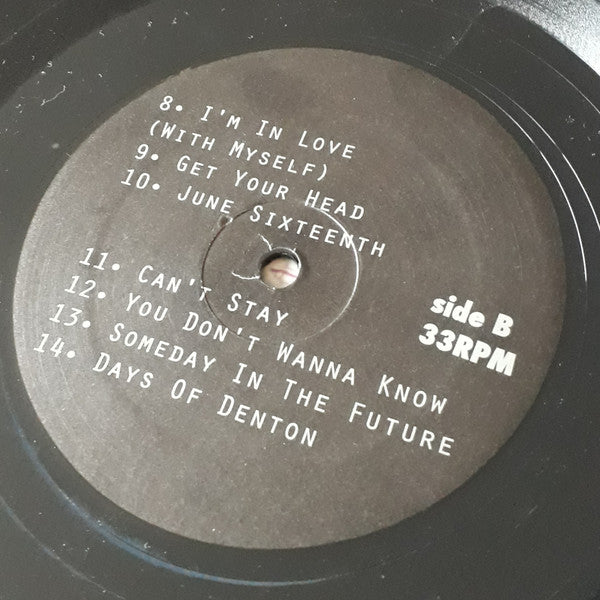 8• I'm In Love
(With Myself)
9• Get Your Head
10• June Sixteenth
11• Can't Stay
12• You Don't Wanna Know
13• Someday In The Future
14• Days Of Denton
side B
33RPM